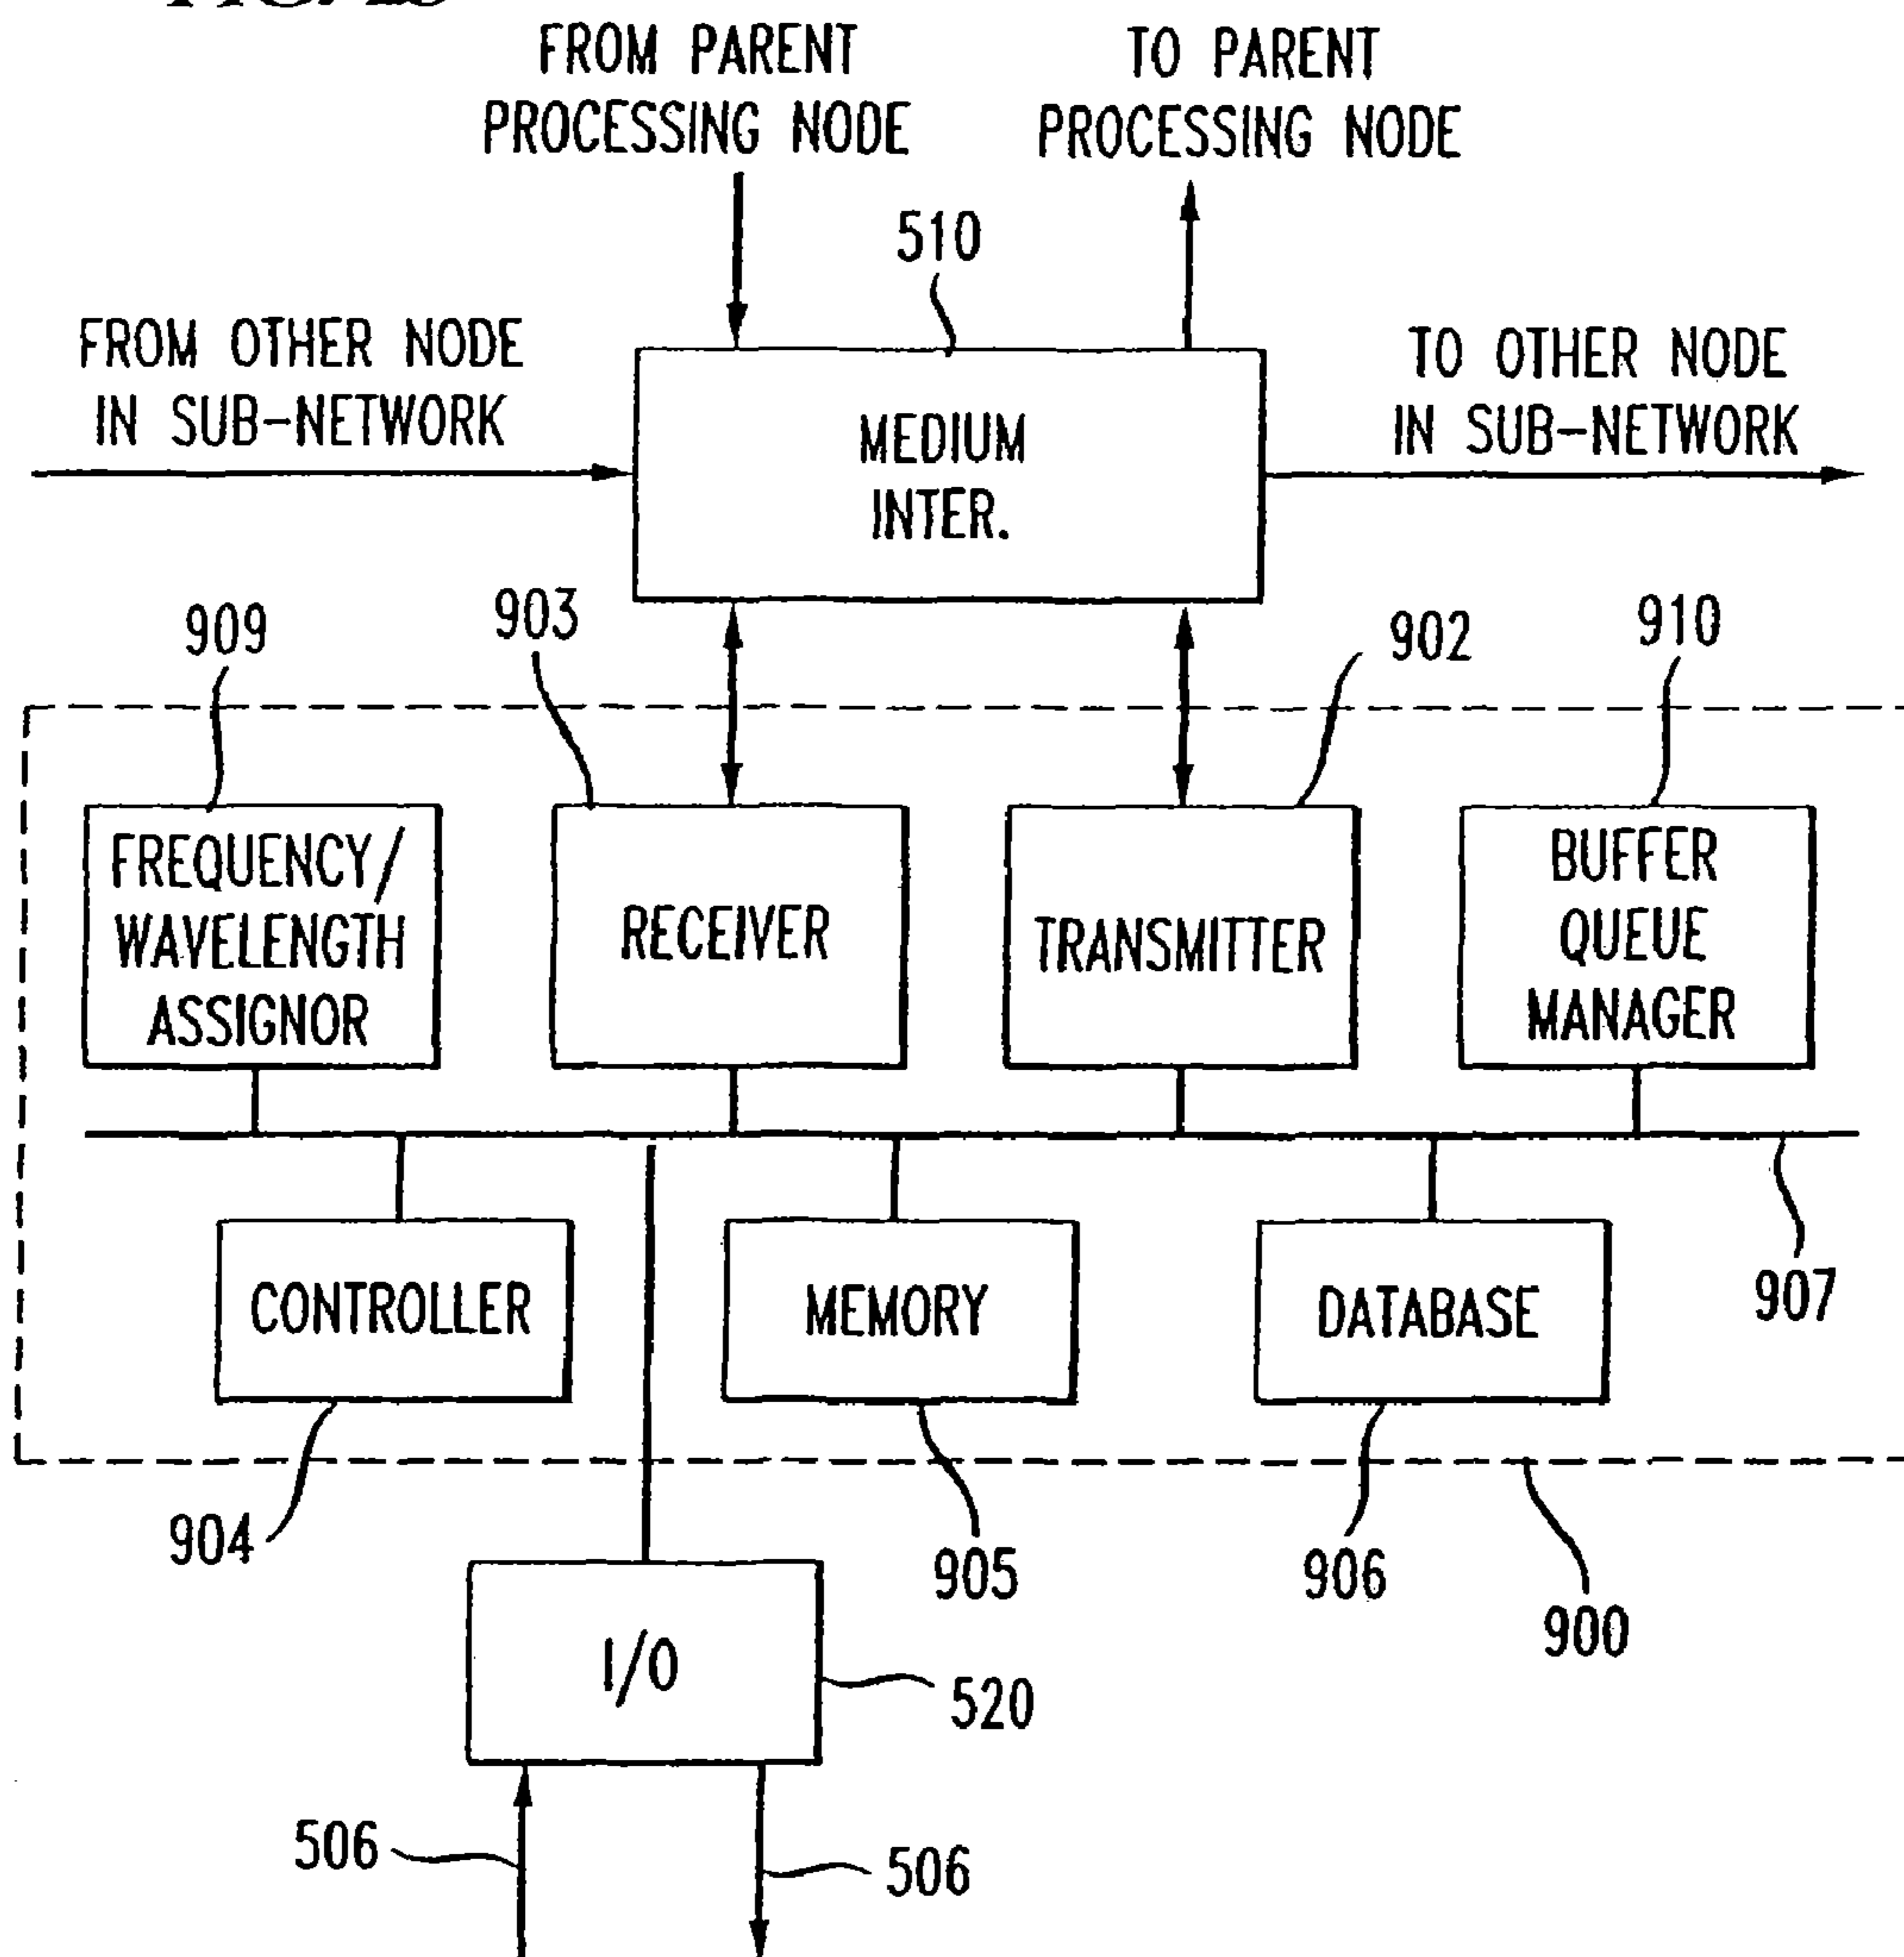 FROM PARENT
PROCESSING NODE
TO PARENT
PROCESSING NODE
510
FROM OTHER NODE
IN SUB-NETWORK
TO OTHER NODE
IN SUB-NETWORK
MEDIUM
INTER.
909
903
902
910
FREQUENCY/
WAVELENGTH
ASSIGNOR
RECEIVER
TRANSMITTER
BUFFER
QUEUE
MANAGER
CONTROLLER
MEMORY
DATABASE
907
904
905
906
900
I/O
520
506
506